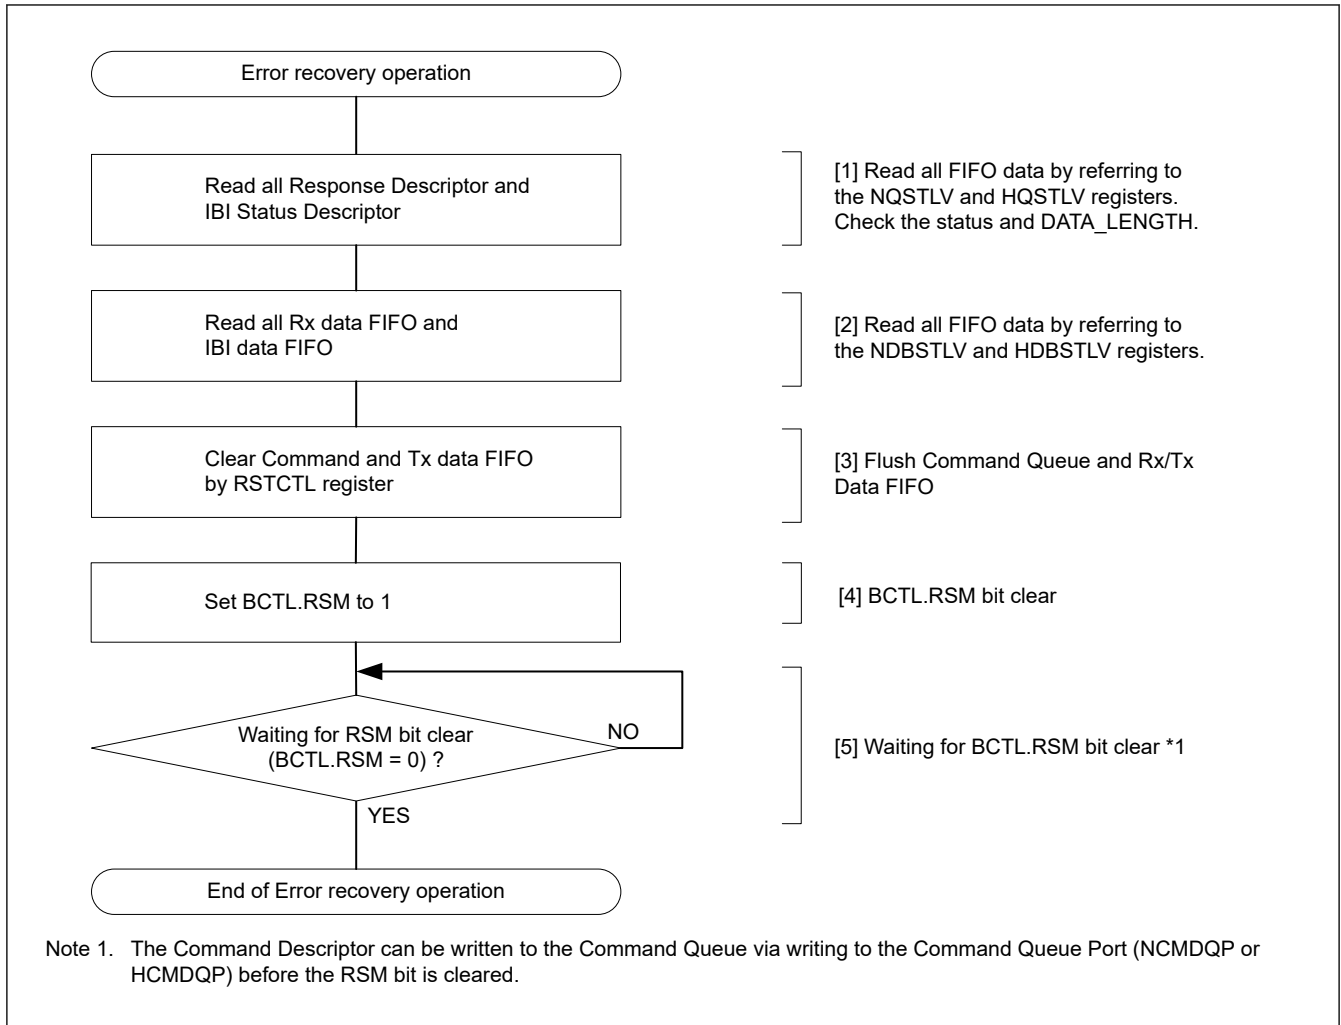 Error recovery operation
Read all Response Descriptor and
IBI Status Descriptor
[1] Read all FIFO data by referring to
the NQSTLV and HQSTLV registers.
Check the status and DATA_LENGTH.
Read all Rx data FIFO and
IBI data FIFO
[2] Read all FIFO data by referring to
the NDBSTLV and HDBSTLV registers.
Clear Command and Tx data FIFO
by RSTCTL register
[3] Flush Command Queue and Rx/Tx
Data FIFO
Set BCTL.RSM to 1
[4] BCTL.RSM bit clear
Waiting for RSM bit clear
(BCTL.RSM = 0) ?
NO
[5] Waiting for BCTL.RSM bit clear *1
YES
End of Error recovery operation
Note 1. The Command Descriptor can be written to the Command Queue via writing to the Command Queue Port (NCMDQP or
HCMDQP) before the RSM bit is cleared.